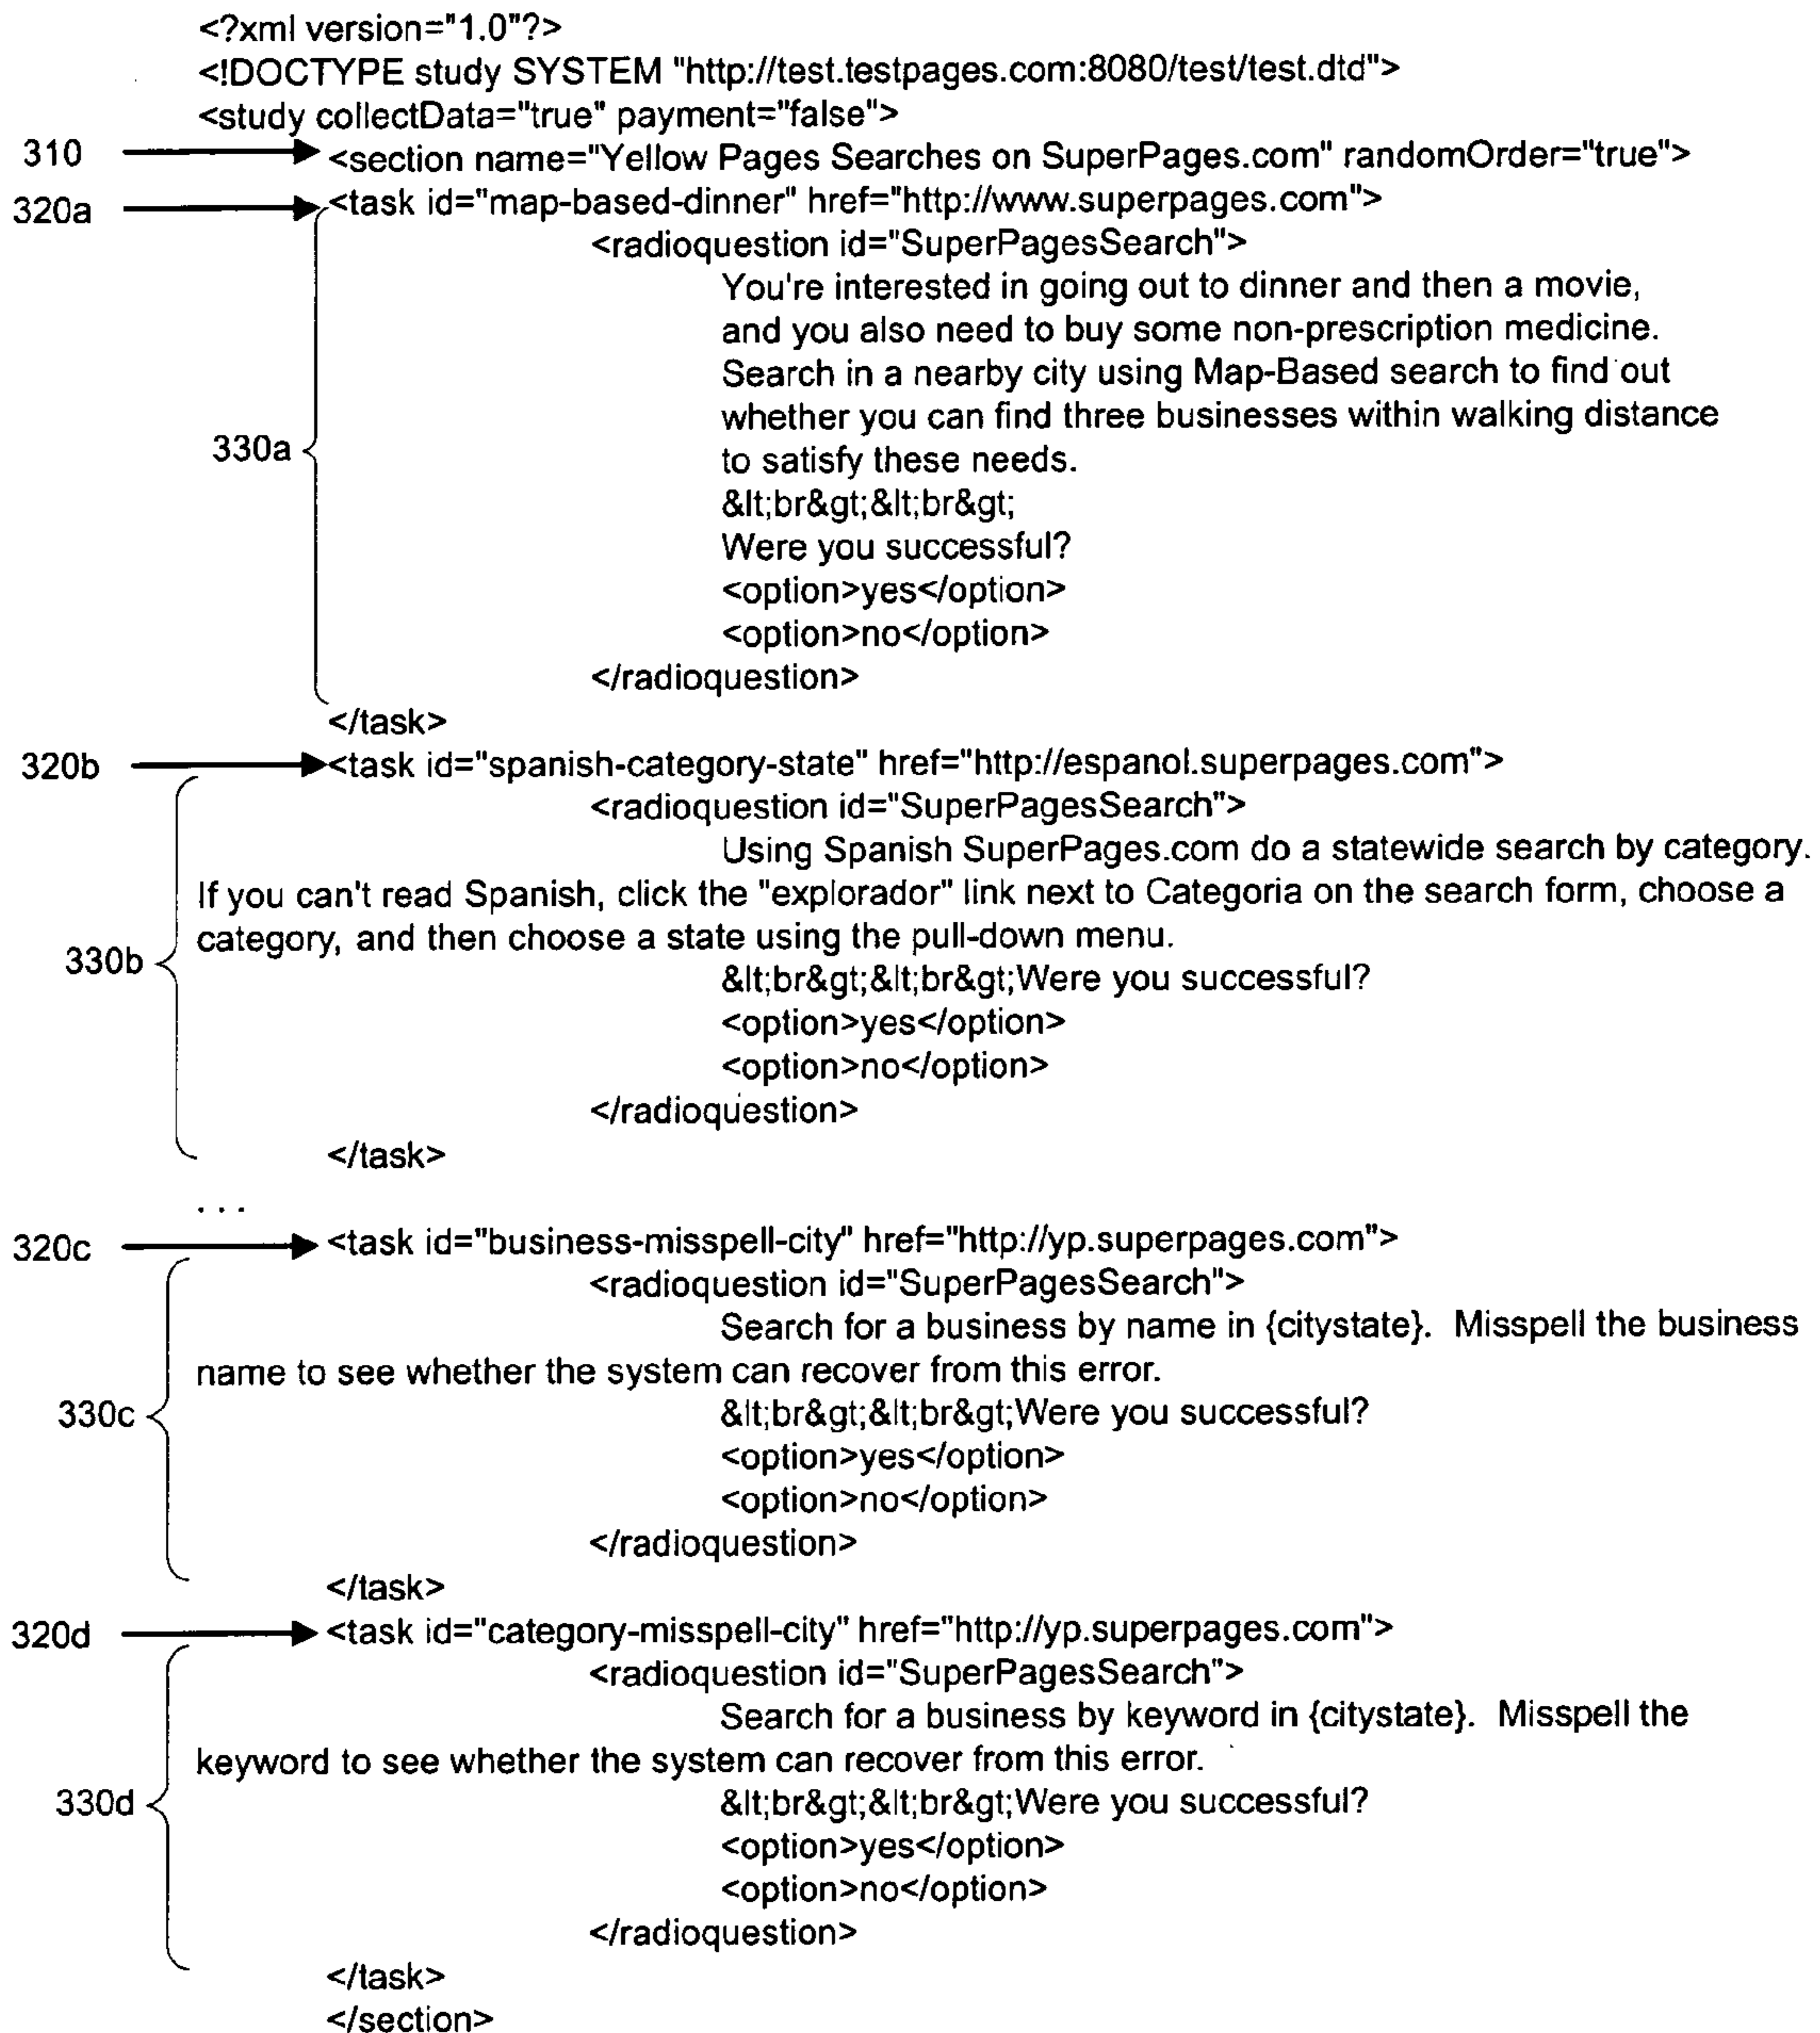 <?xml version="1.0"?>
<!DOCTYPE study SYSTEM "http://test.testpages.com:8080/test/test.dtd">
<study collectData="true" payment="false">
310 <section name="Yellow Pages Searches on SuperPages.com" randomOrder="true">
320a <task id="map-based-dinner" href="http://www.superpages.com">
<radioquestion id="SuperPagesSearch">
You're interested in going out to dinner and then a movie,
and you also need to buy some non-prescription medicine.
Search in a nearby city using Map-Based search to find out
whether you can find three businesses within walking distance
330a to satisfy these needs.
&lt;br&gt;&lt;br&gt;
Were you successful?
<option>yes</option>
<option>no</option>
</radioquestion>
</task>
320b <task id="spanish-category-state" href="http://espanol.superpages.com">
<radioquestion id="SuperPagesSearch">
Using Spanish SuperPages.com do a statewide search by category.
If you can't read Spanish, click the "explorador" link next to Categoria on the search form, choose a
category, and then choose a state using the pull-down menu.
330b &lt;br&gt;&lt;br&gt;Were you successful?
<option>yes</option>
<option>no</option>
</radioquestion>
</task>
. . .
320c <task id="business-misspell-city" href="http://yp.superpages.com">
<radioquestion id="SuperPagesSearch">
Search for a business by name in {citystate}. Misspell the business
name to see whether the system can recover from this error.
330c &lt;br&gt;&lt;br&gt;Were you successful?
<option>yes</option>
<option>no</option>
</radioquestion>
</task>
320d <task id="category-misspell-city" href="http://yp.superpages.com">
<radioquestion id="SuperPagesSearch">
Search for a business by keyword in {citystate}. Misspell the
keyword to see whether the system can recover from this error.
330d &lt;br&gt;&lt;br&gt;Were you successful?
<option>yes</option>
<option>no</option>
</radioquestion>
</task>
</section>